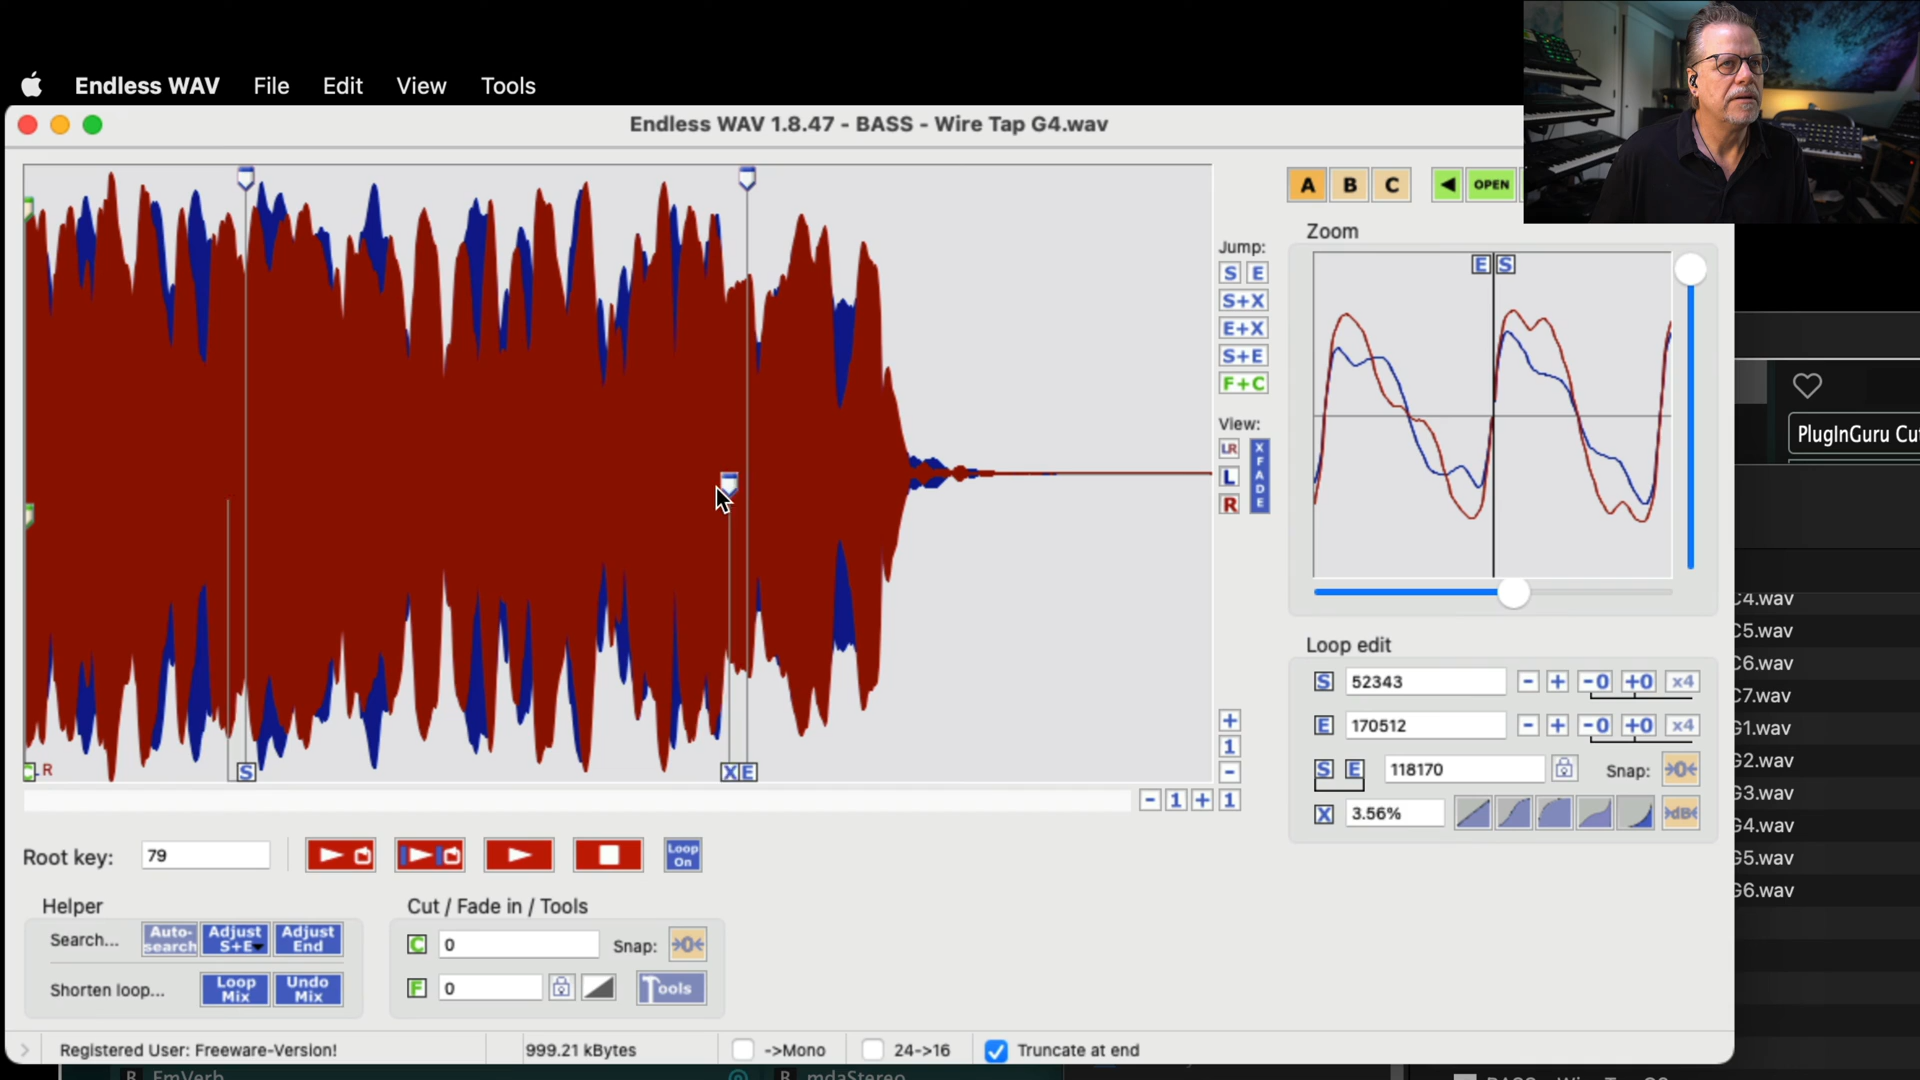 Endless WAV File Edit View Tools
Endless WAV 1.8.47 - BASS - Wire Tap G4.wav
A B C OPEN
Jump:
S E
S+X
E+X
S+E
F+C
View:
LR
L
R
XFADE
Zoom
E S
Loop edit
S 52343 - + -0 +0 x4
E 170512 - + -0 +0 x4
S E 118170 Snap: 0
X 3.56% dB
C R S X E
+
1
-
- 1 + 1
Root key: 79 Loop On
Helper
Search... Auto-search Adjust S+E Adjust End
Shorten loop... Loop Mix Undo Mix
Cut / Fade in / Tools
C 0 Snap: 0
F 0 Tools
Registered User: Freeware-Version! 999.21 kBytes ->Mono 24->16 Truncate at end
PlugInGuru Cu
C4.wav
C5.wav
C6.wav
C7.wav
G1.wav
G2.wav
G3.wav
G4.wav
G5.wav
G6.wav
R EmVerb R mdaStereo